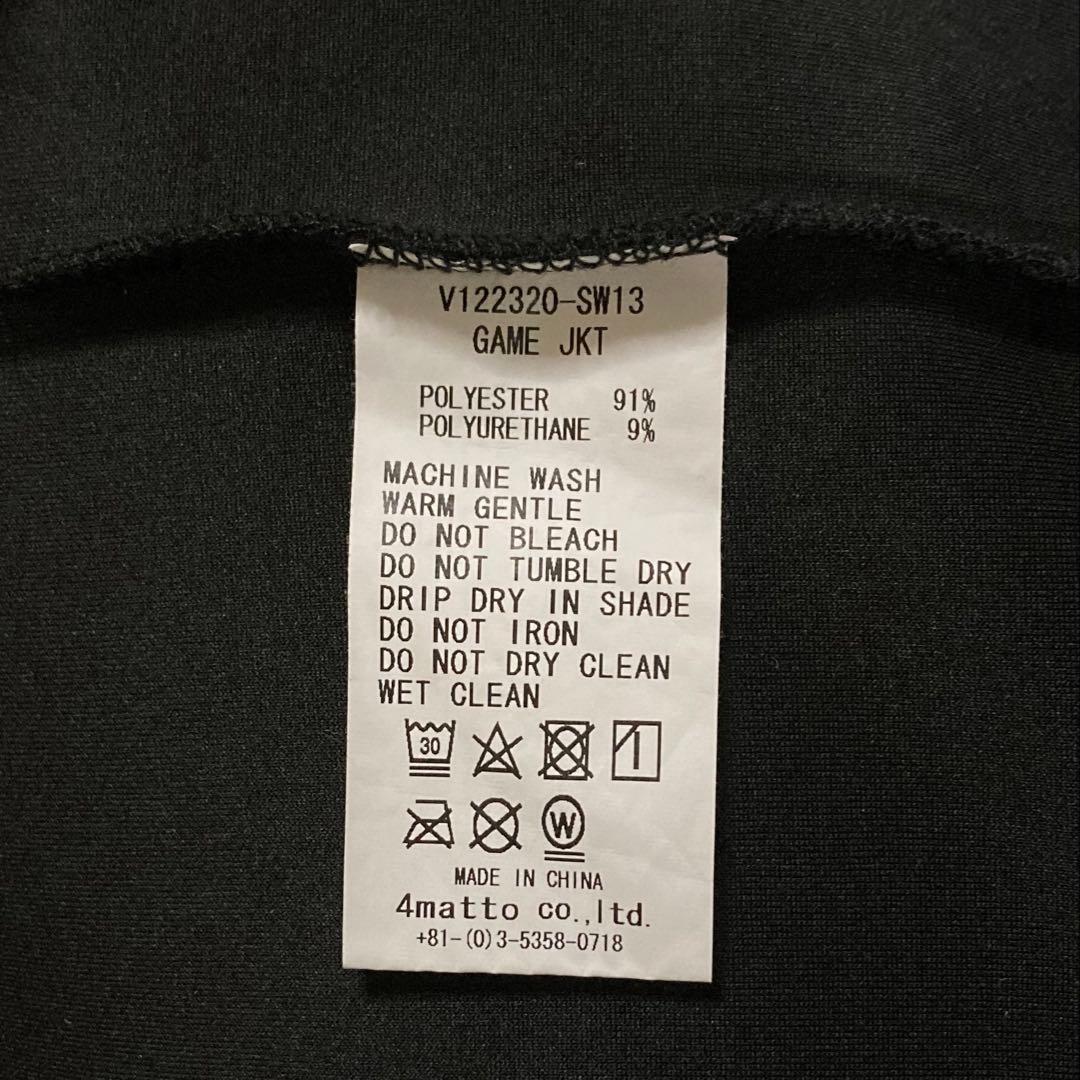 V122320-SW13
GAME JKT
POLYESTER 91%
POLYURETHANE 9%
MACHINE WASH
WARM GENTLE
DO NOT BLEACH
DO NOT TUMBLE DRY
DRIP DRY IN SHADE
DO NOT IRON
DO NOT DRY CLEAN
WET CLEAN
30
W
MADE IN CHINA
4matto co.,ltd.
+81-(0)3-5358-0718